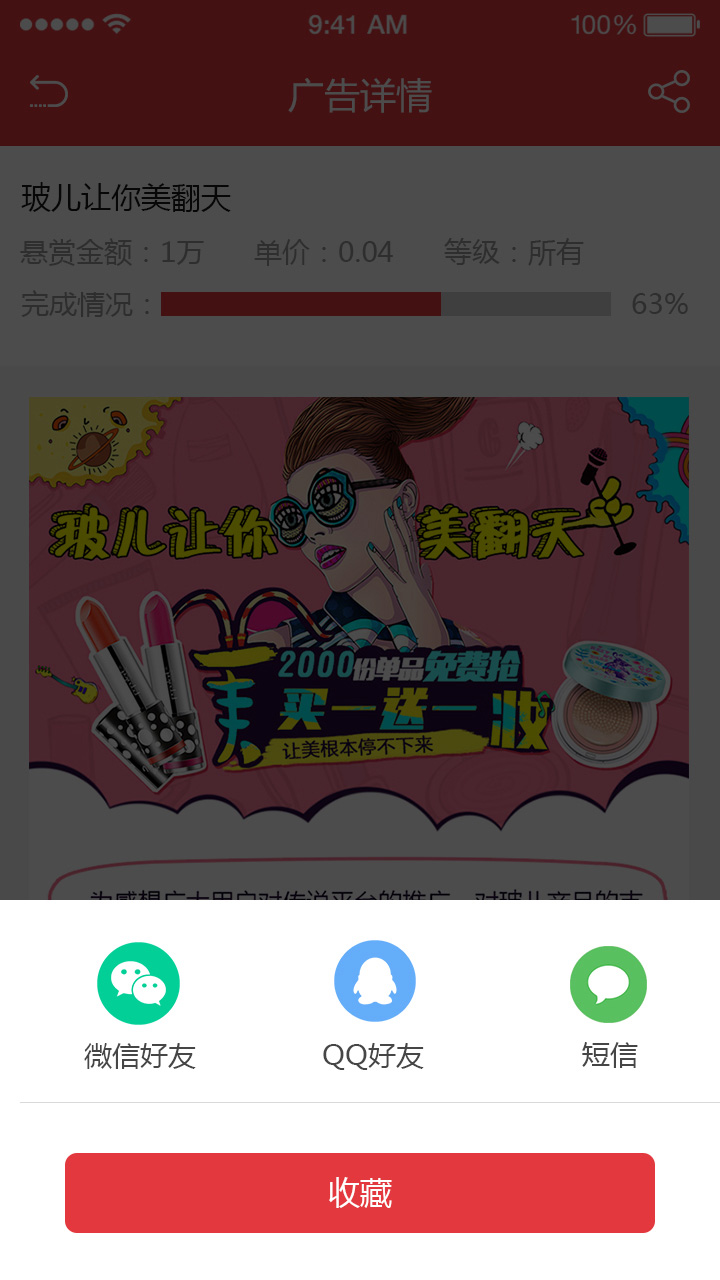 9:41 AM
100%
广告详情
玻儿让你美翻天
悬赏金额：1万 单价：0.04 等级：所有
完成情况： 63%
玻儿让你 美翻天
2000份单品免费抢
买一送一
美 妆
让美根本停不下来
微信好友 QQ好友 短信
收藏